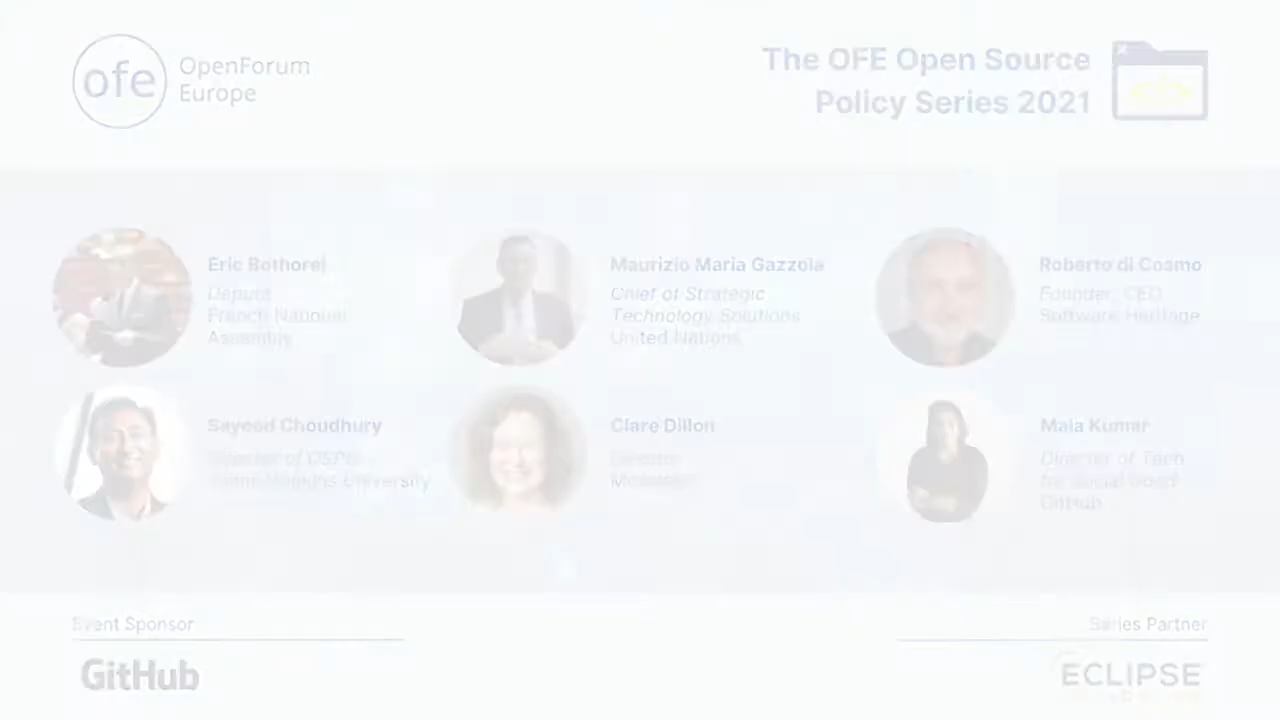 ofe
OpenForum
Europe
The OFE Open Source
Policy Series 2021
Eric Bothorel
French National
Assembly
Maurizio Maria Gazzola
Chief of Strategic
Technology Solutions
United Nations
Roberto di Cosmo
Founder, CEO
Software Heritage
Sayeed Choudhury
Director of OSPO
Johns Hopkins University
Clare Dillon
Mala Kumar
Director of Tech
for Social Good
GitHub
Event Sponsor
GitHub
Series Partner
ECLIPSE